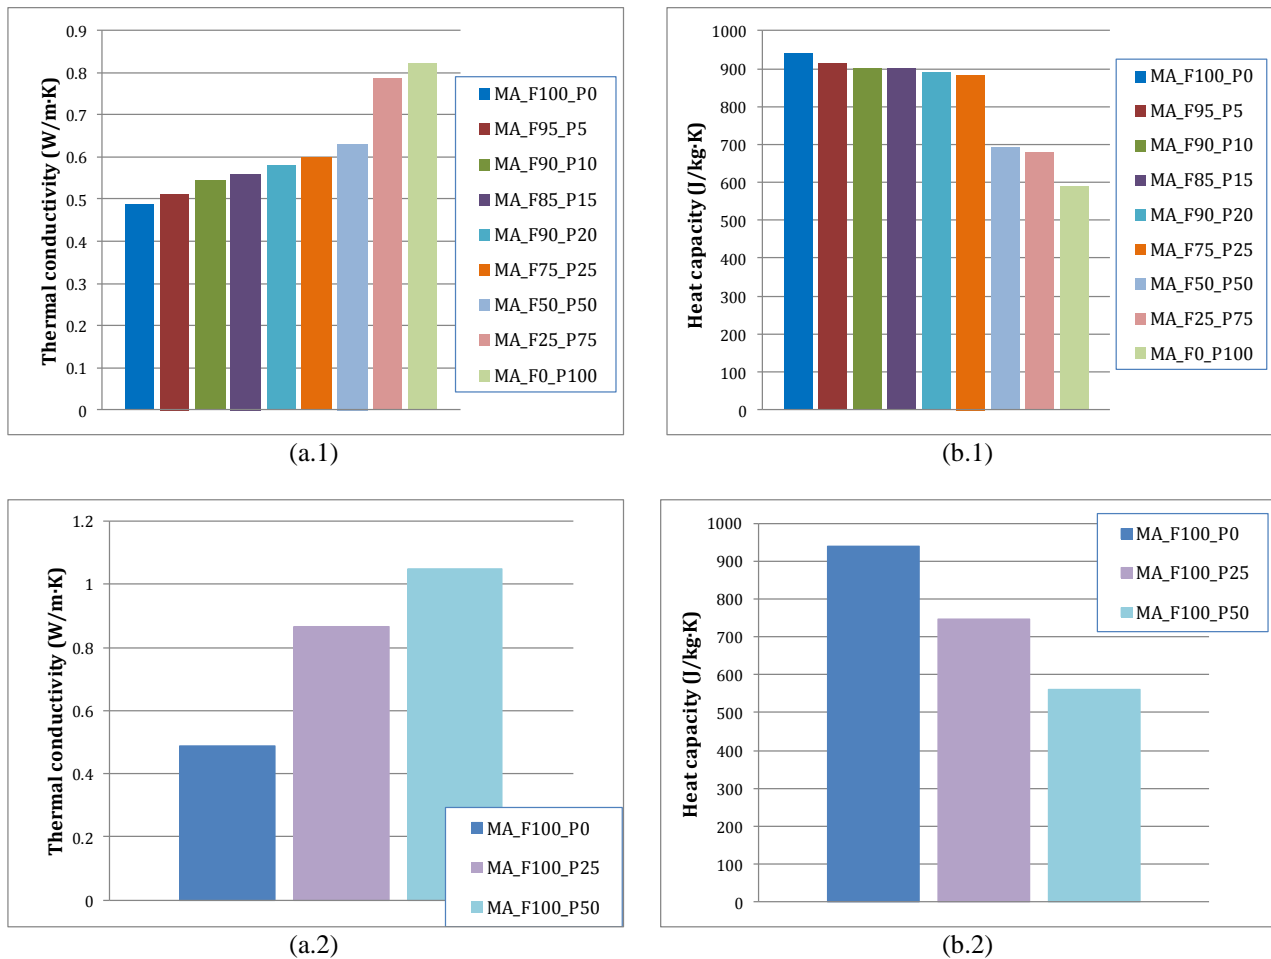 Thermal conductivity (W/m·K)
0.9
0.8
0.7
0.6
0.5
0.4
0.3
0.2
0.1
0
MA_F100_P0
MA_F95_P5
MA_F90_P10
MA_F85_P15
MA_F90_P20
MA_F75_P25
MA_F50_P50
MA_F25_P75
MA_F0_P100
(a.1)
Heat capacity (J/kg·K)
1000
900
800
700
600
500
400
300
200
100
0
MA_F100_P0
MA_F95_P5
MA_F90_P10
MA_F85_P15
MA_F90_P20
MA_F75_P25
MA_F50_P50
MA_F25_P75
MA_F0_P100
(b.1)
Thermal conductivity (W/m·K)
1.2
1
0.8
0.6
0.4
0.2
0
MA_F100_P0
MA_F100_P25
MA_F100_P50
(a.2)
Heat capacity (J/kg·K)
1000
900
800
700
600
500
400
300
200
100
0
MA_F100_P0
MA_F100_P25
MA_F100_P50
(b.2)